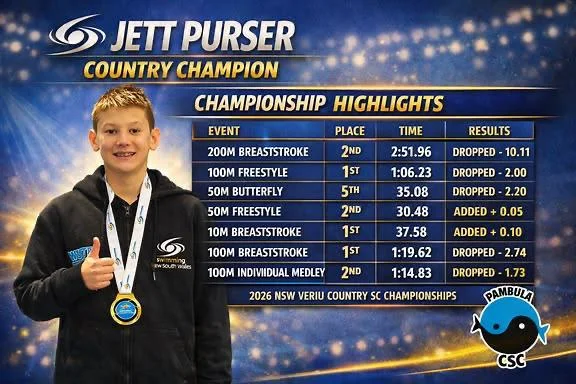 JETT PURSER
COUNTRY CHAMPION
CHAMPIONSHIP HIGHLIGHTS
EVENT PLACE TIME RESULTS
200M BREASTSTROKE 2ND 2:51.96 DROPPED - 10.11
100M FREESTYLE 1ST 1:06.23 DROPPED - 2.00
50M BUTTERFLY 5TH 35.08 DROPPED - 2.20
50M FREESTYLE 2ND 30.48 ADDED + 0.05
10M BREASTSTROKE 1ST 37.58 ADDED + 0.10
100M BREASTSTROKE 1ST 1:19.62 DROPPED - 2.74
100M INDIVIDUAL MEDLEY 2ND 1:14.83 DROPPED - 1.73
2026 NSW VERIU COUNTRY SC CHAMPIONSHIPS
swimming
new south wales
PAMBULA
CSC